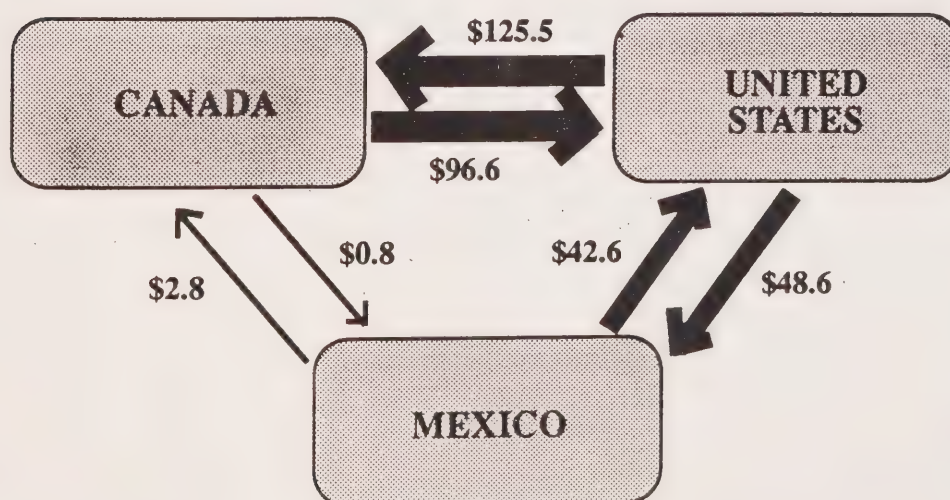 $125.5
CANADA
UNITED
STATES
$96.6
$2.8
$0.8
$42.6
$48.6
MEXICO